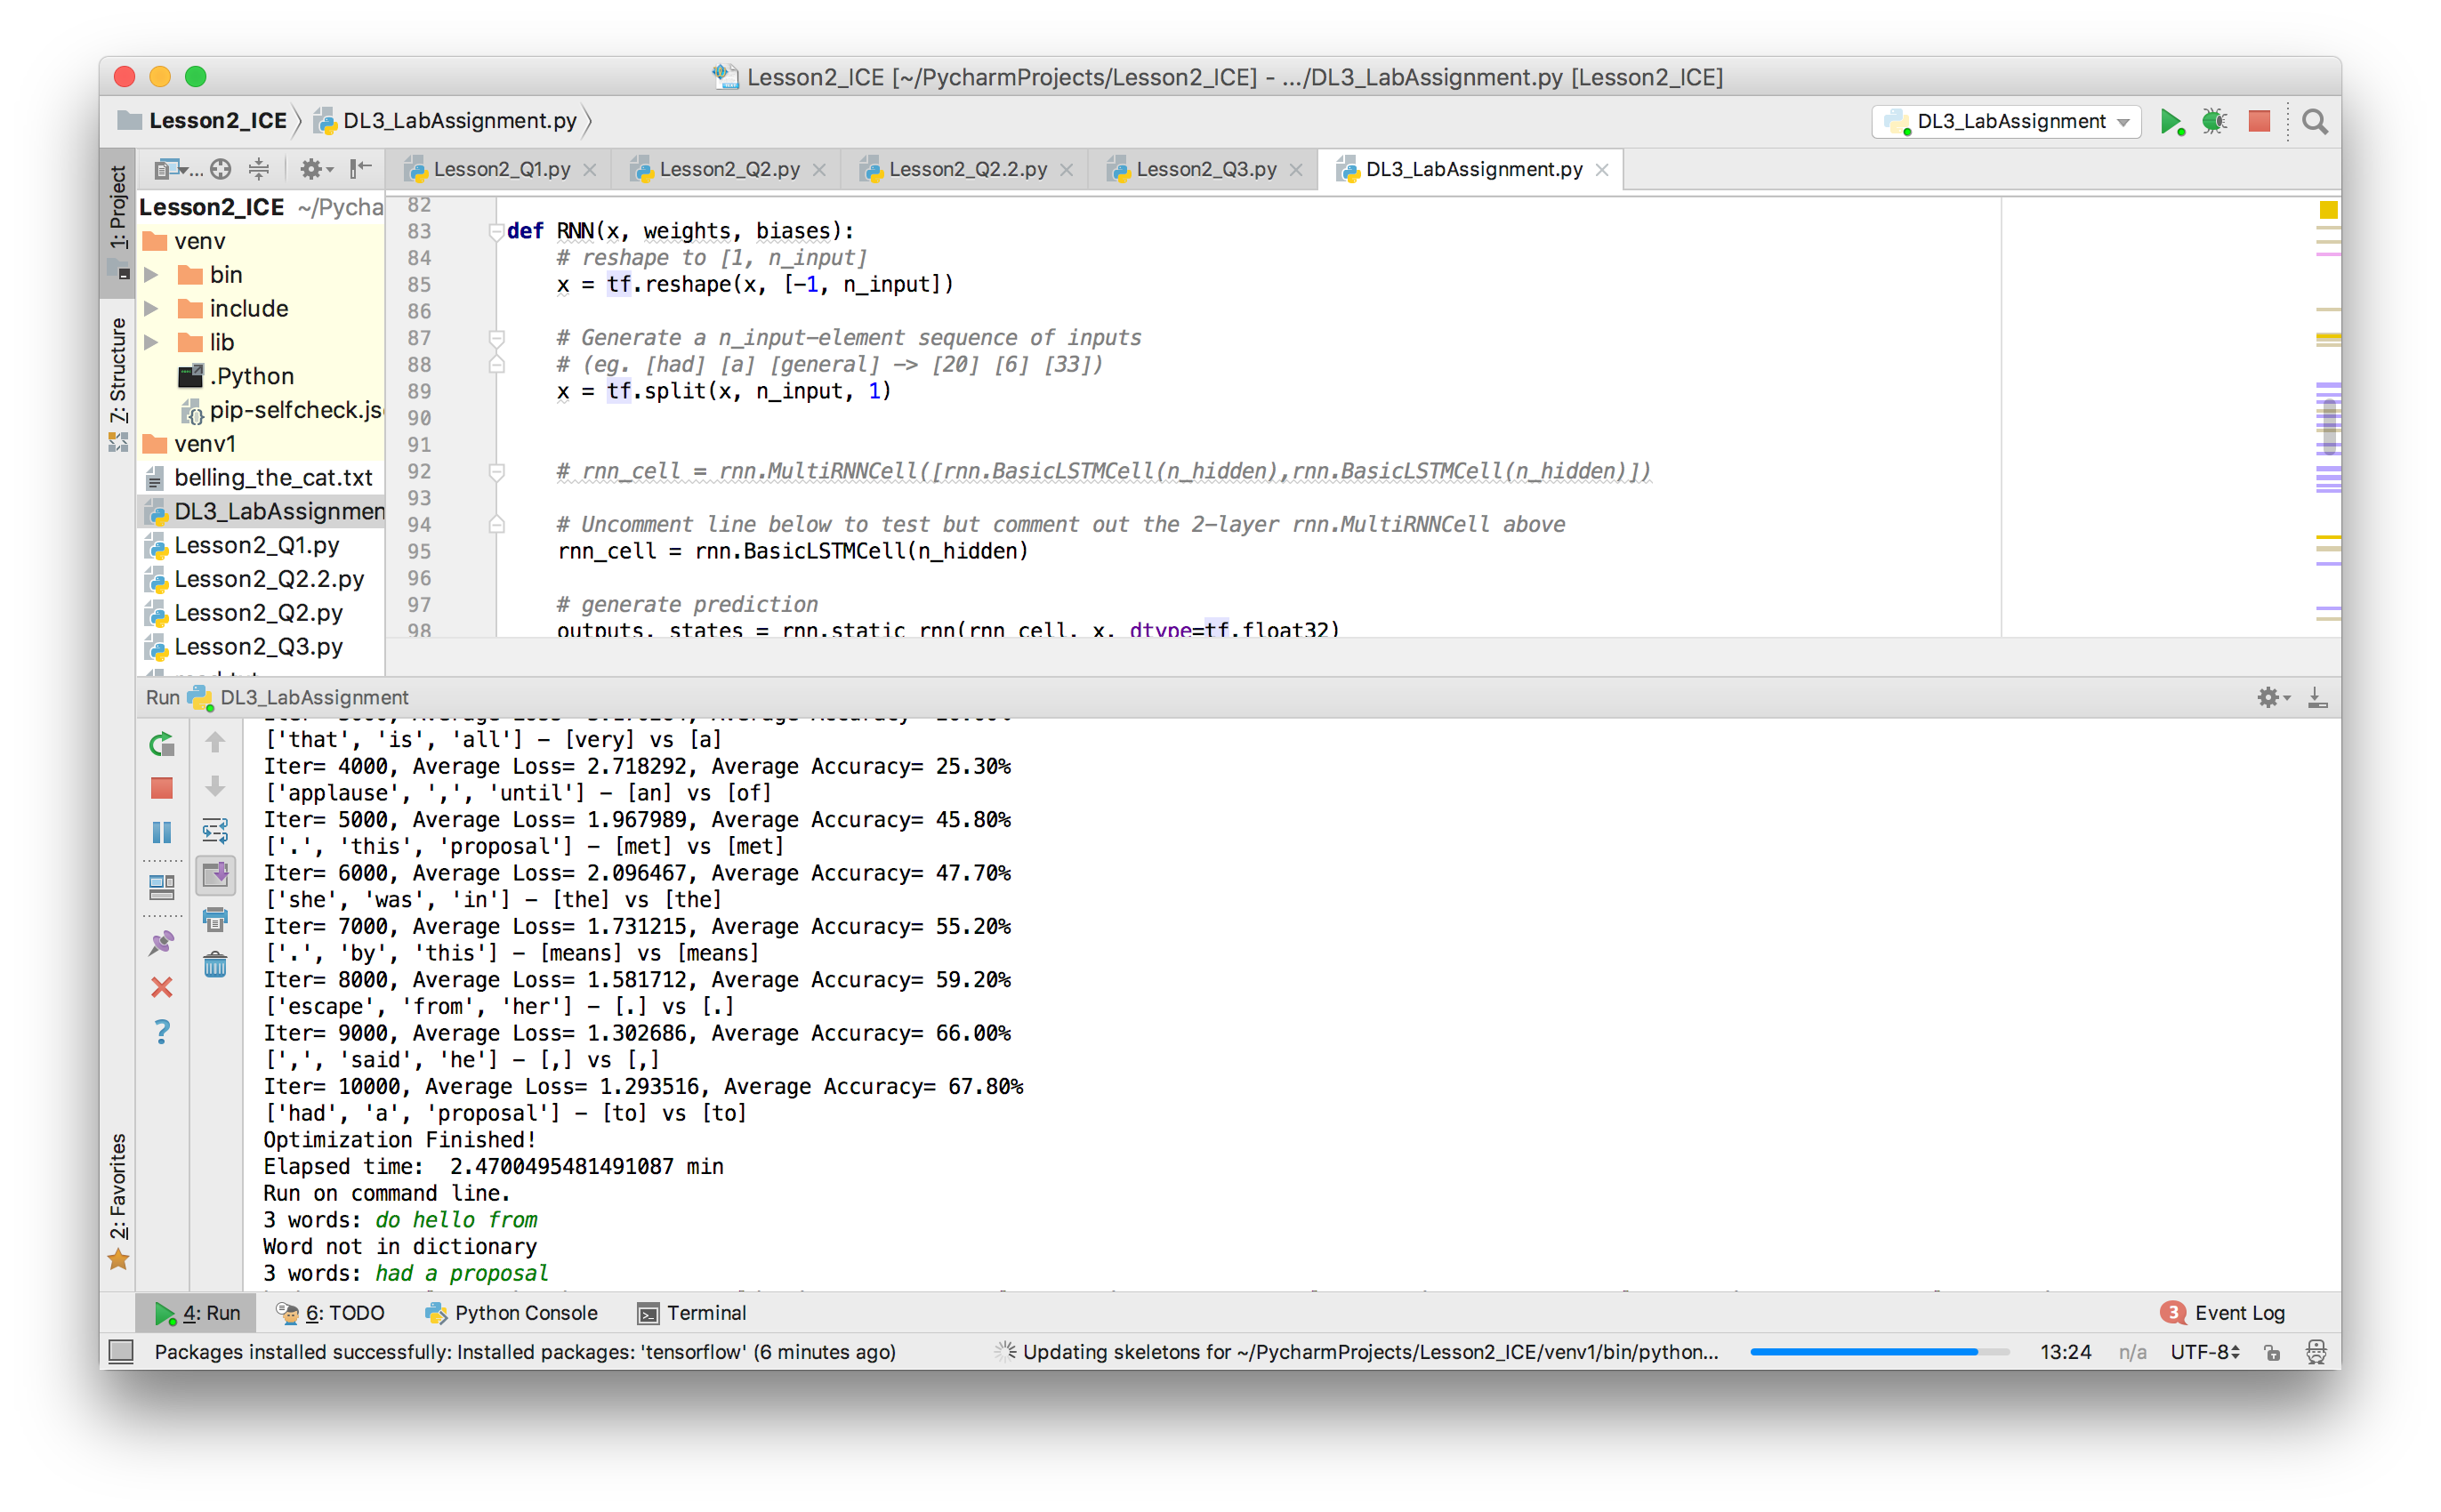 Lesson2_ICE [~/PycharmProjects/Lesson2_ICE] - .../DL3_LabAssignment.py [Lesson2_ICE]
Lesson2_ICE DL3_LabAssignment.py
DL3_LabAssignment
1: Project
7: Structure
2: Favorites
...
Lesson2_Q1.py
Lesson2_Q2.py
Lesson2_Q2.2.py
Lesson2_Q3.py
DL3_LabAssignment.py
Lesson2_ICE ~/Pycha
venv
bin
include
lib
.Python
pip-selfcheck.js
venv1
belling_the_cat.txt
DL3_LabAssignmen
Lesson2_Q1.py
Lesson2_Q2.2.py
Lesson2_Q2.py
Lesson2_Q3.py
82
83 def RNN(x, weights, biases):
84 # reshape to [1, n_input]
85 x = tf.reshape(x, [-1, n_input])
86
87 # Generate a n_input-element sequence of inputs
88 # (eg. [had] [a] [general] -> [20] [6] [33])
89 x = tf.split(x, n_input, 1)
90
91
92 # rnn_cell = rnn.MultiRNNCell([rnn.BasicLSTMCell(n_hidden),rnn.BasicLSTMCell(n_hidden)])
93
94 # Uncomment line below to test but comment out the 2-layer rnn.MultiRNNCell above
95 rnn_cell = rnn.BasicLSTMCell(n_hidden)
96
97 # generate prediction
98 outputs, states = rnn.static_rnn(rnn_cell, x, dtype=tf.float32)
Run DL3_LabAssignment
['that', 'is', 'all'] - [very] vs [a]
Iter= 4000, Average Loss= 2.718292, Average Accuracy= 25.30%
['applause', ',', 'until'] - [an] vs [of]
Iter= 5000, Average Loss= 1.967989, Average Accuracy= 45.80%
['.', 'this', 'proposal'] - [met] vs [met]
Iter= 6000, Average Loss= 2.096467, Average Accuracy= 47.70%
['she', 'was', 'in'] - [the] vs [the]
Iter= 7000, Average Loss= 1.731215, Average Accuracy= 55.20%
['.', 'by', 'this'] - [means] vs [means]
Iter= 8000, Average Loss= 1.581712, Average Accuracy= 59.20%
['escape', 'from', 'her'] - [.] vs [.]
Iter= 9000, Average Loss= 1.302686, Average Accuracy= 66.00%
[',', 'said', 'he'] - [,] vs [,]
Iter= 10000, Average Loss= 1.293516, Average Accuracy= 67.80%
['had', 'a', 'proposal'] - [to] vs [to]
Optimization Finished!
Elapsed time:  2.4700495481491087 min
Run on command line.
3 words: do hello from
Word not in dictionary
3 words: had a proposal
4: Run
6: TODO
Python Console
Terminal
3 Event Log
Packages installed successfully: Installed packages: 'tensorflow' (6 minutes ago)
Updating skeletons for ~/PycharmProjects/Lesson2_ICE/venv1/bin/python...
13:24 n/a UTF-8